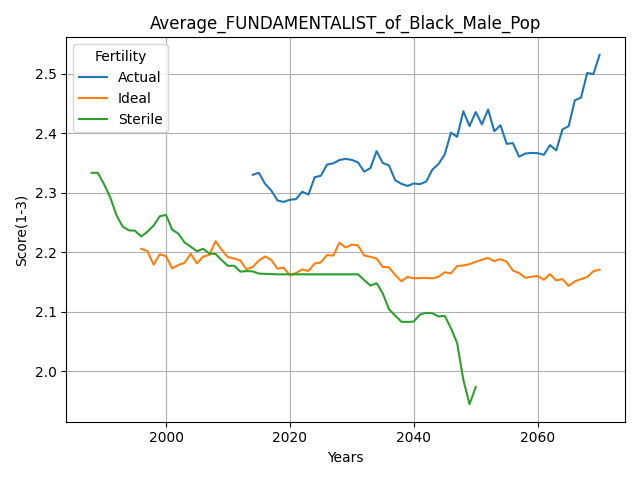 Average_FUNDAMENTALIST_of_Black_Male_Pop
Fertility
Actual
Ideal
Sterile
Score(1-3)
2.5
2.4
2.3
2.2
2.1
2.0
2000
2020
2040
2060
Years